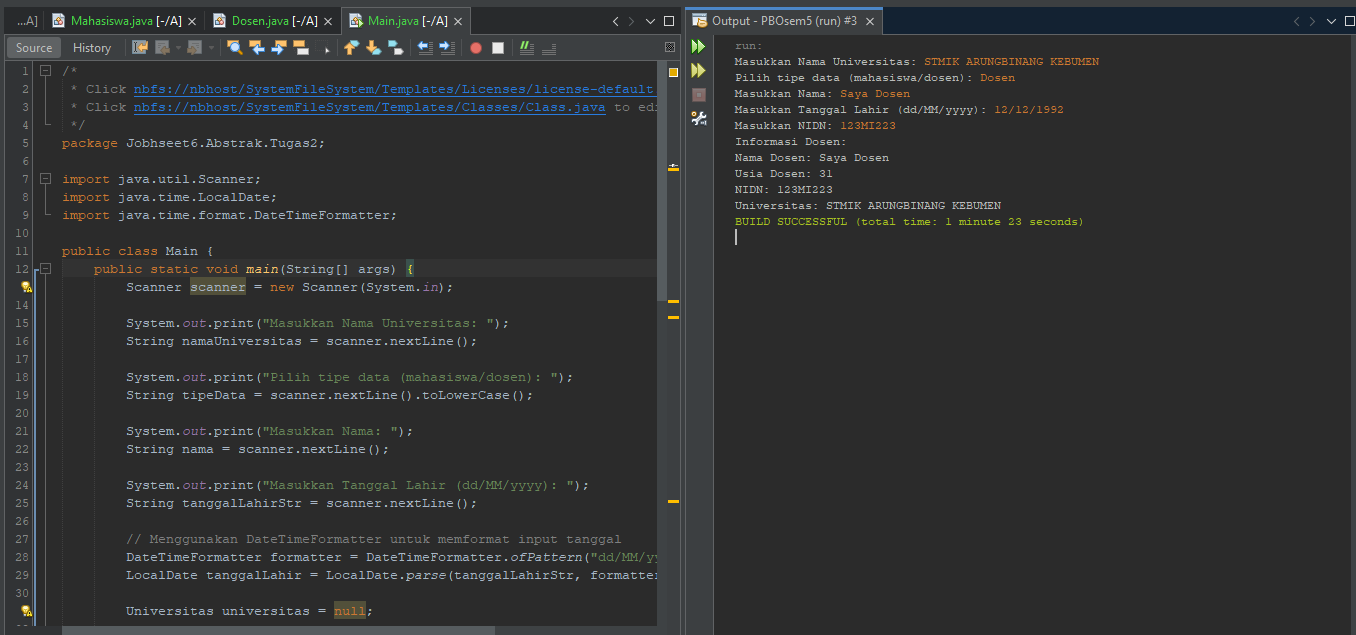 ...A]
Mahasiswa.java [-/A]
Dosen.java [-/A]
Main.java [-/A]
Source
History
1 /*
2 * Click nbfs://nbhost/SystemFileSystem/Templates/Licenses/license-default
3 * Click nbfs://nbhost/SystemFileSystem/Templates/Classes/Class.java to edi
4 */
5 package Jobhseet6.Abstrak.Tugas2;
6
7 import java.util.Scanner;
8 import java.time.LocalDate;
9 import java.time.format.DateTimeFormatter;
10
11 public class Main {
12 public static void main(String[] args) {
Scanner scanner = new Scanner(System.in);
14
15 System.out.print("Masukkan Nama Universitas: ");
16 String namaUniversitas = scanner.nextLine();
17
18 System.out.print("Pilih tipe data (mahasiswa/dosen): ");
19 String tipeData = scanner.nextLine().toLowerCase();
20
21 System.out.print("Masukkan Nama: ");
22 String nama = scanner.nextLine();
23
24 System.out.print("Masukkan Tanggal Lahir (dd/MM/yyyy): ");
25 String tanggalLahirStr = scanner.nextLine();
26
27 // Menggunakan DateTimeFormatter untuk memformat input tanggal
28 DateTimeFormatter formatter = DateTimeFormatter.ofPattern("dd/MM/yy
29 LocalDate tanggalLahir = LocalDate.parse(tanggalLahirStr, formatter
30
Universitas universitas = null;
Output - PBOsem5 (run) #3
run:
Masukkan Nama Universitas: STMIK ARUNGBINANG KEBUMEN
Pilih tipe data (mahasiswa/dosen): Dosen
Masukkan Nama: Saya Dosen
Masukkan Tanggal Lahir (dd/MM/yyyy): 12/12/1992
Masukkan NIDN: 123MI223
Informasi Dosen:
Nama Dosen: Saya Dosen
Usia Dosen: 31
NIDN: 123MI223
Universitas: STMIK ARUNGBINANG KEBUMEN
BUILD SUCCESSFUL (total time: 1 minute 23 seconds)